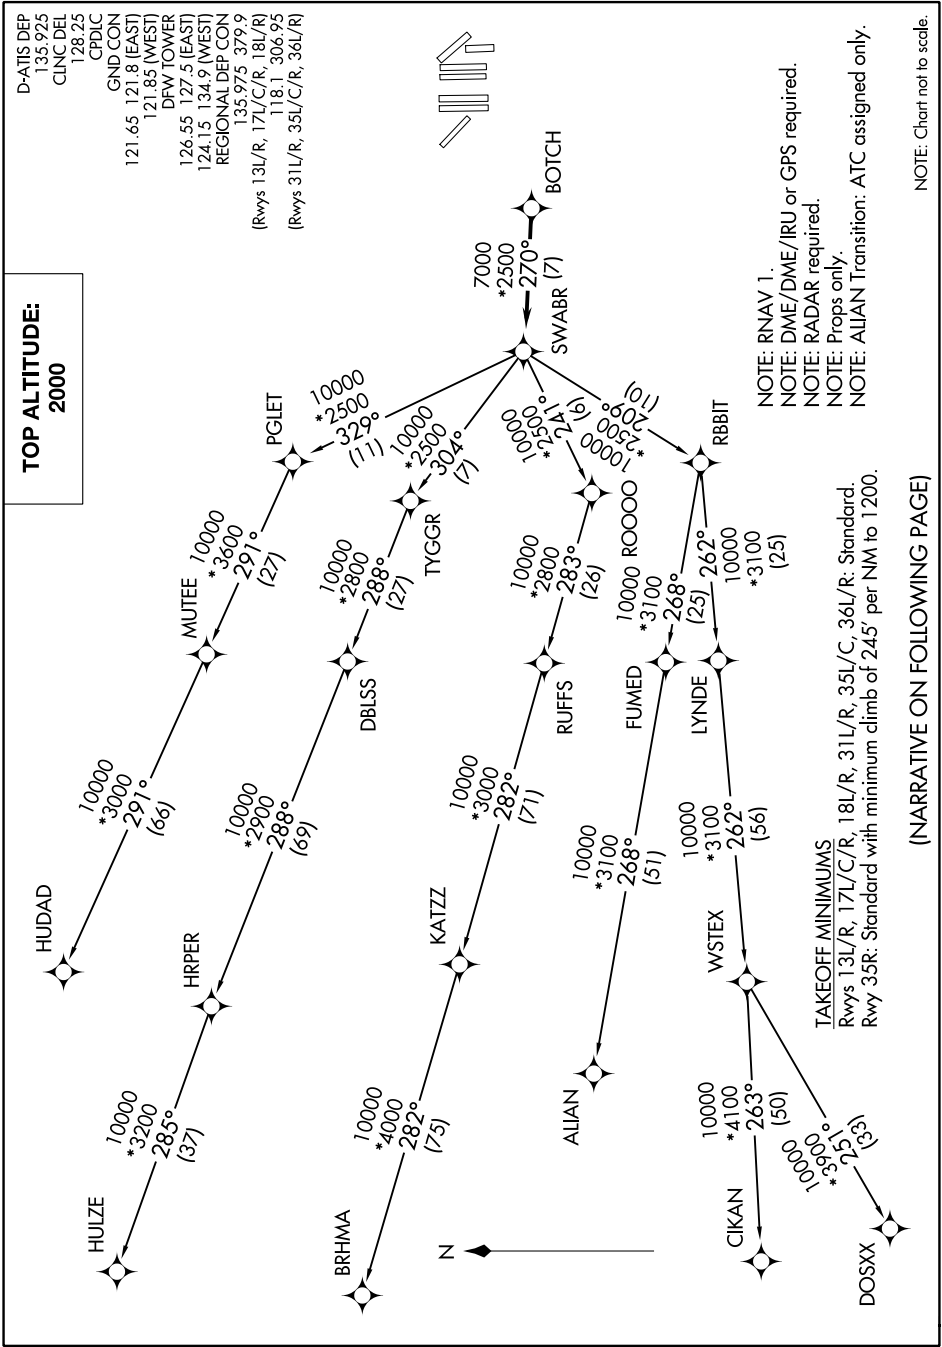 D-ATIS DEP
135.925
CLNC DEL
128.25
CPDLC
GND CON
121.65 121.8 (EAST)
121.85 (WEST)
DFW TOWER
126.55 127.5 (EAST)
124.15 134.9 (WEST)
REGIONAL DEP CON
135.975 379.9
(Rwys 13L/R, 17L/C/R, 18L/R)
118.1 306.95
(Rwys 31L/R, 35L/C/R, 36L/R)
TOP ALTITUDE:
2000
BOTCH
7000
*2500
270°
(7)
SWABR
10000
*2500
329°
(11)
PGLET
10000
*3600
291°
(27)
MUTEE
10000
*3000
291°
(66)
HUDAD
10000
*2500
304°
(7)
TYGGR
10000
*2800
288°
(27)
DBLSS
10000
*2900
288°
(69)
HRPER
10000
*3200
285°
(37)
HULZE
10000
*2500
241°
(6)
ROOOO
10000
*2800
283°
(26)
RUFFS
10000
*3000
282°
(71)
KATZZ
10000
*4000
282°
(75)
BRHMA
10000
*2500
209°
(10)
RBBIT
10000
*3100
268°
(25)
FUMED
10000
*3100
268°
(51)
ALIAN
262°
10000
*3100
(25)
LYNDE
10000
*3100
262°
(56)
WSTEX
10000
*4100
263°
(50)
CIKAN
10000
*3900
251°
(33)
DOSXX
N
NOTE: RNAV 1.
NOTE: DME/DME/IRU or GPS required.
NOTE: RADAR required.
NOTE: Props only.
NOTE: ALIAN Transition: ATC assigned only.
TAKEOFF MINIMUMS
Rwys 13L/R, 17L/C/R, 18L/R, 31L/R, 35L/C, 36L/R: Standard.
Rwy 35R: Standard with minimum climb of 245' per NM to 1200.
(NARRATIVE ON FOLLOWING PAGE)
NOTE: Chart not to scale.